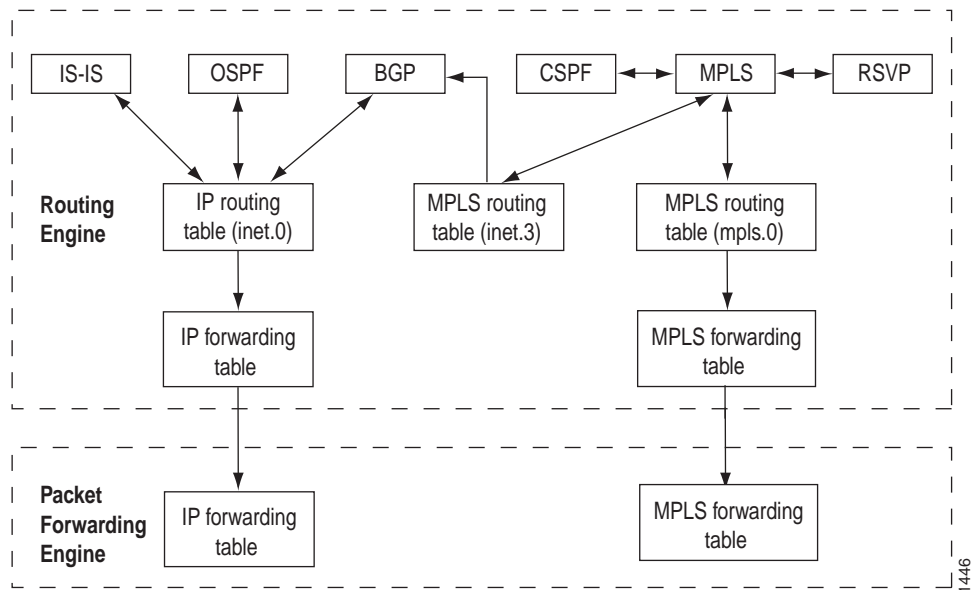 IS-IS
OSPF
BGP
CSPF
MPLS
RSVP
Routing
Engine
IP routing
table (inet.0)
MPLS routing
table (inet.3)
MPLS routing
table (mpls.0)
IP forwarding
table
MPLS forwarding
table
Packet
Forwarding
Engine
IP forwarding
table
MPLS forwarding
table
1446